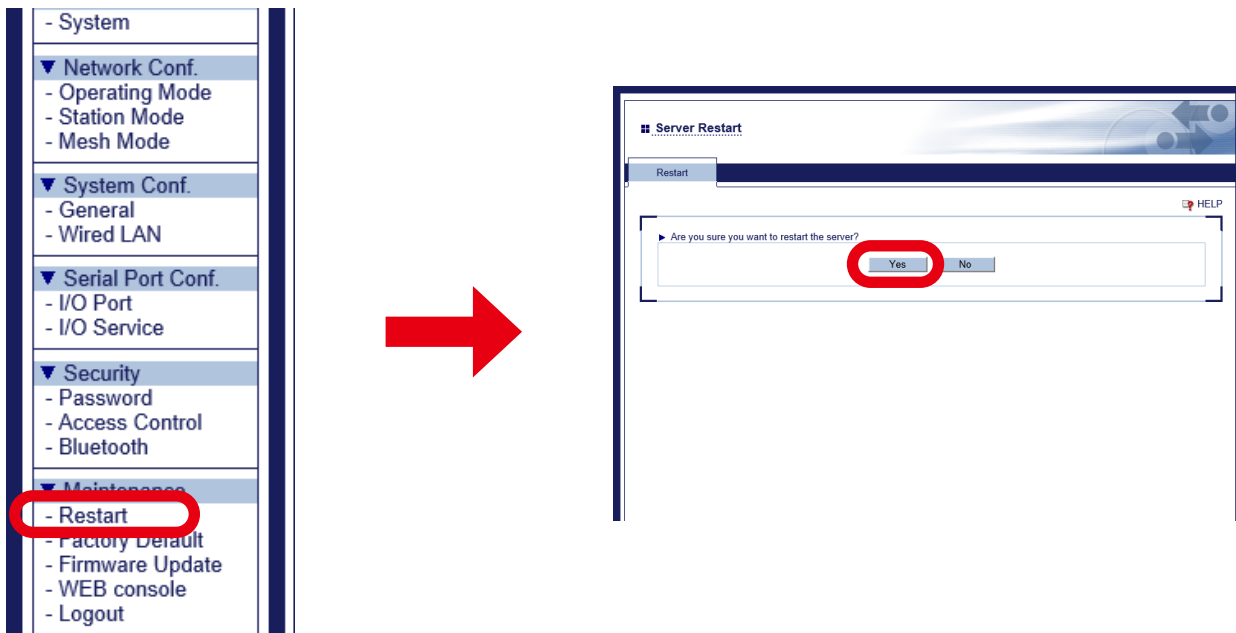 - System
▼ Network Conf.
- Operating Mode
- Station Mode
- Mesh Mode
▼ System Conf.
- General
- Wired LAN
▼ Serial Port Conf.
- I/O Port
- I/O Service
▼ Security
- Password
- Access Control
- Bluetooth
▼ Maintenance
- Restart
- Factory Default
- Firmware Update
- WEB console
- Logout
Server Restart
Restart
HELP
► Are you sure you want to restart the server?
Yes No